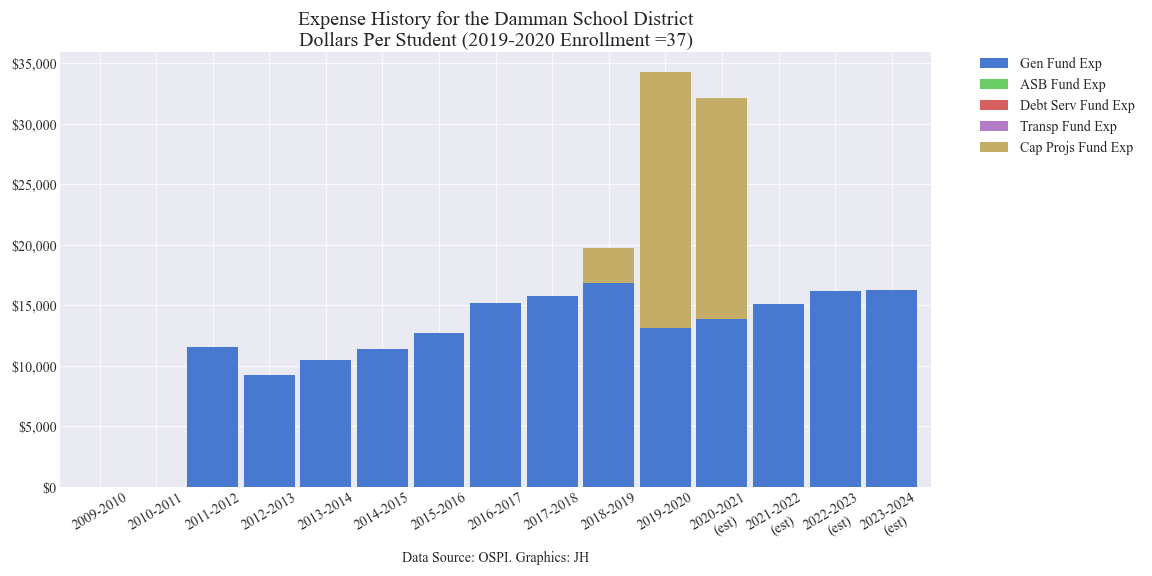 Expense History for the Damman School District
Dollars Per Student (2019-2020 Enrollment =37)
$35,000
$30,000
$25,000
$20,000
$15,000
$10,000
$5,000
$0
2009-2010
2010-2011
2011-2012
2012-2013
2013-2014
2014-2015
2015-2016
2016-2017
2017-2018
2018-2019
2019-2020
2020-2021
(est)
2021-2022
(est)
2022-2023
(est)
2023-2024
(est)
Data Source: OSPI. Graphics: JH
Gen Fund Exp
ASB Fund Exp
Debt Serv Fund Exp
Transp Fund Exp
Cap Projs Fund Exp